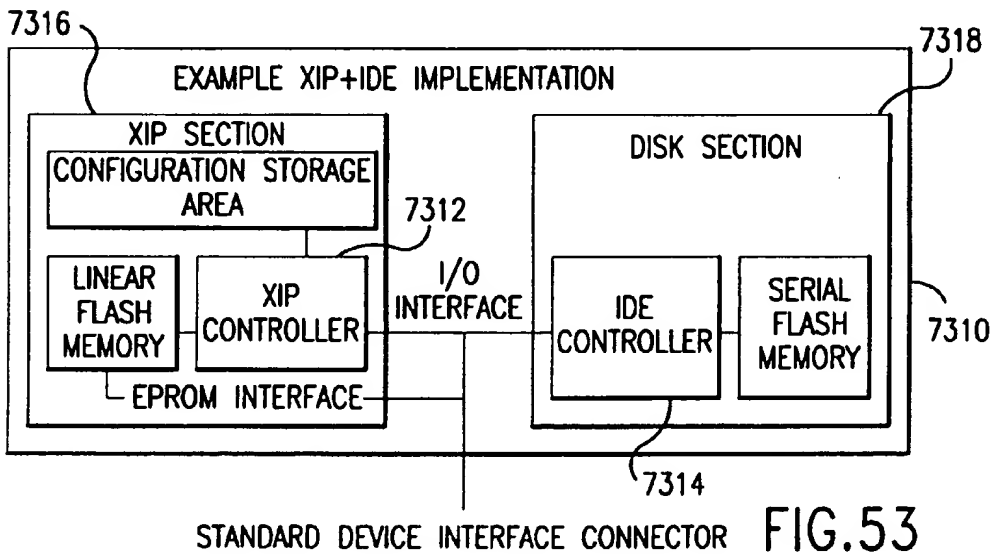 7316
7318
EXAMPLE XIP+IDE IMPLEMENTATION
XIP SECTION
CONFIGURATION STORAGE
AREA
7312
LINEAR
FLASH
MEMORY
XIP
CONTROLLER
EPROM INTERFACE
I/O
INTERFACE
DISK SECTION
IDE
CONTROLLER
SERIAL
FLASH
MEMORY
7310
7314
STANDARD DEVICE INTERFACE CONNECTOR
FIG.53